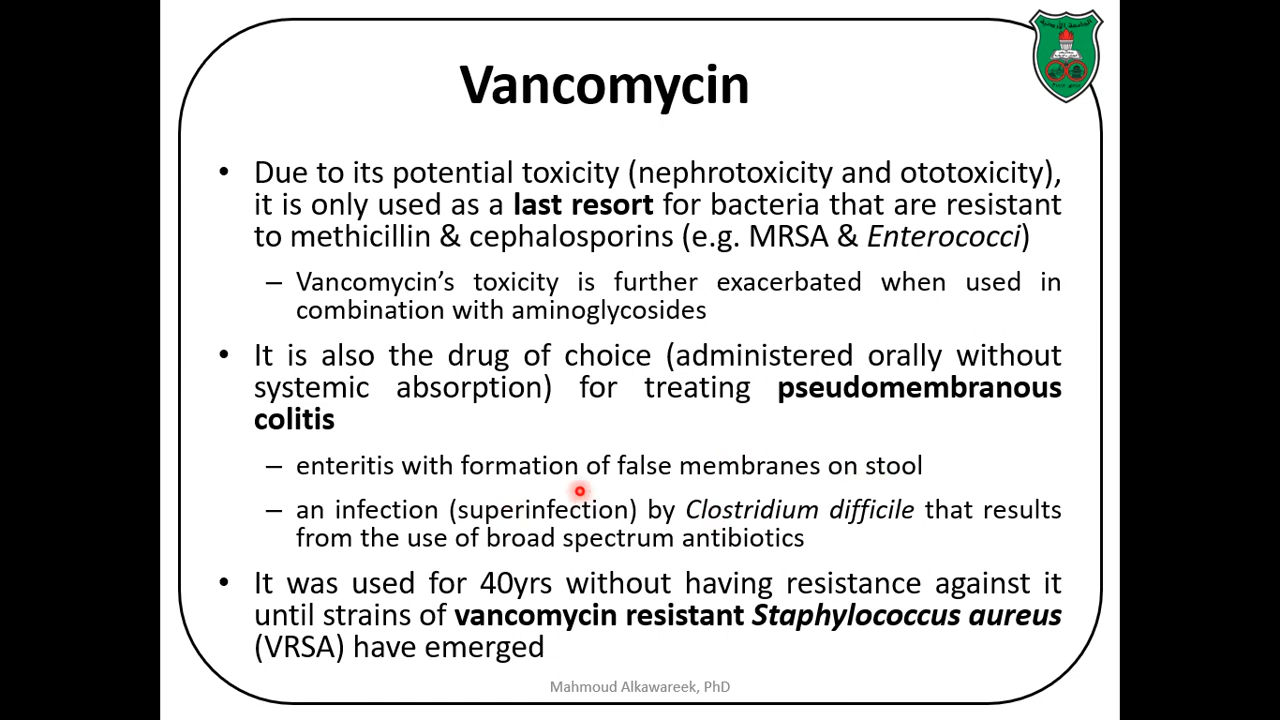 Vancomycin
• Due to its potential toxicity (nephrotoxicity and ototoxicity),
it is only used as a last resort for bacteria that are resistant
to methicillin & cephalosporins (e.g. MRSA & Enterococci)
– Vancomycin’s toxicity is further exacerbated when used in
combination with aminoglycosides
• It is also the drug of choice (administered orally without
systemic absorption) for treating pseudomembranous
colitis
– enteritis with formation of false membranes on stool
– an infection (superinfection) by Clostridium difficile that results
from the use of broad spectrum antibiotics
• It was used for 40yrs without having resistance against it
until strains of vancomycin resistant Staphylococcus aureus
(VRSA) have emerged
Mahmoud Alkawareek, PhD